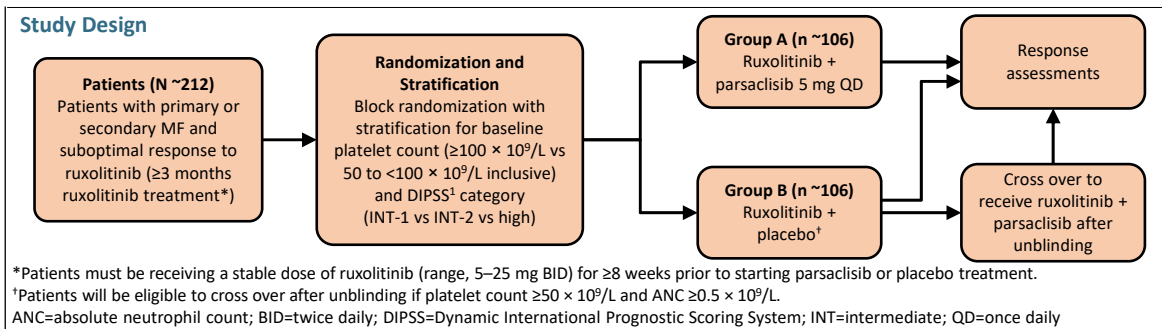 Study Design
Patients (N ~212)
Patients with primary or
secondary MF and
suboptimal response to
ruxolitinib (≥3 months
ruxolitinib treatment*)
Randomization and
Stratification
Block randomization with
stratification for baseline
platelet count (≥100 × 10⁹/L vs
50 to <100 × 10⁹/L inclusive)
and DIPSS¹ category
(INT-1 vs INT-2 vs high)
Group A (n ~106)
Ruxolitinib +
parsaclisib 5 mg QD
Group B (n ~106)
Ruxolitinib +
placebo†
Response
assessments
Cross over to
receive ruxolitinib +
parsaclisib after
unblinding
*Patients must be receiving a stable dose of ruxolitinib (range, 5–25 mg BID) for ≥8 weeks prior to starting parsaclisib or placebo treatment.
†Patients will be eligible to cross over after unblinding if platelet count ≥50 × 10⁹/L and ANC ≥0.5 × 10⁹/L.
ANC=absolute neutrophil count; BID=twice daily; DIPSS=Dynamic International Prognostic Scoring System; INT=intermediate; QD=once daily